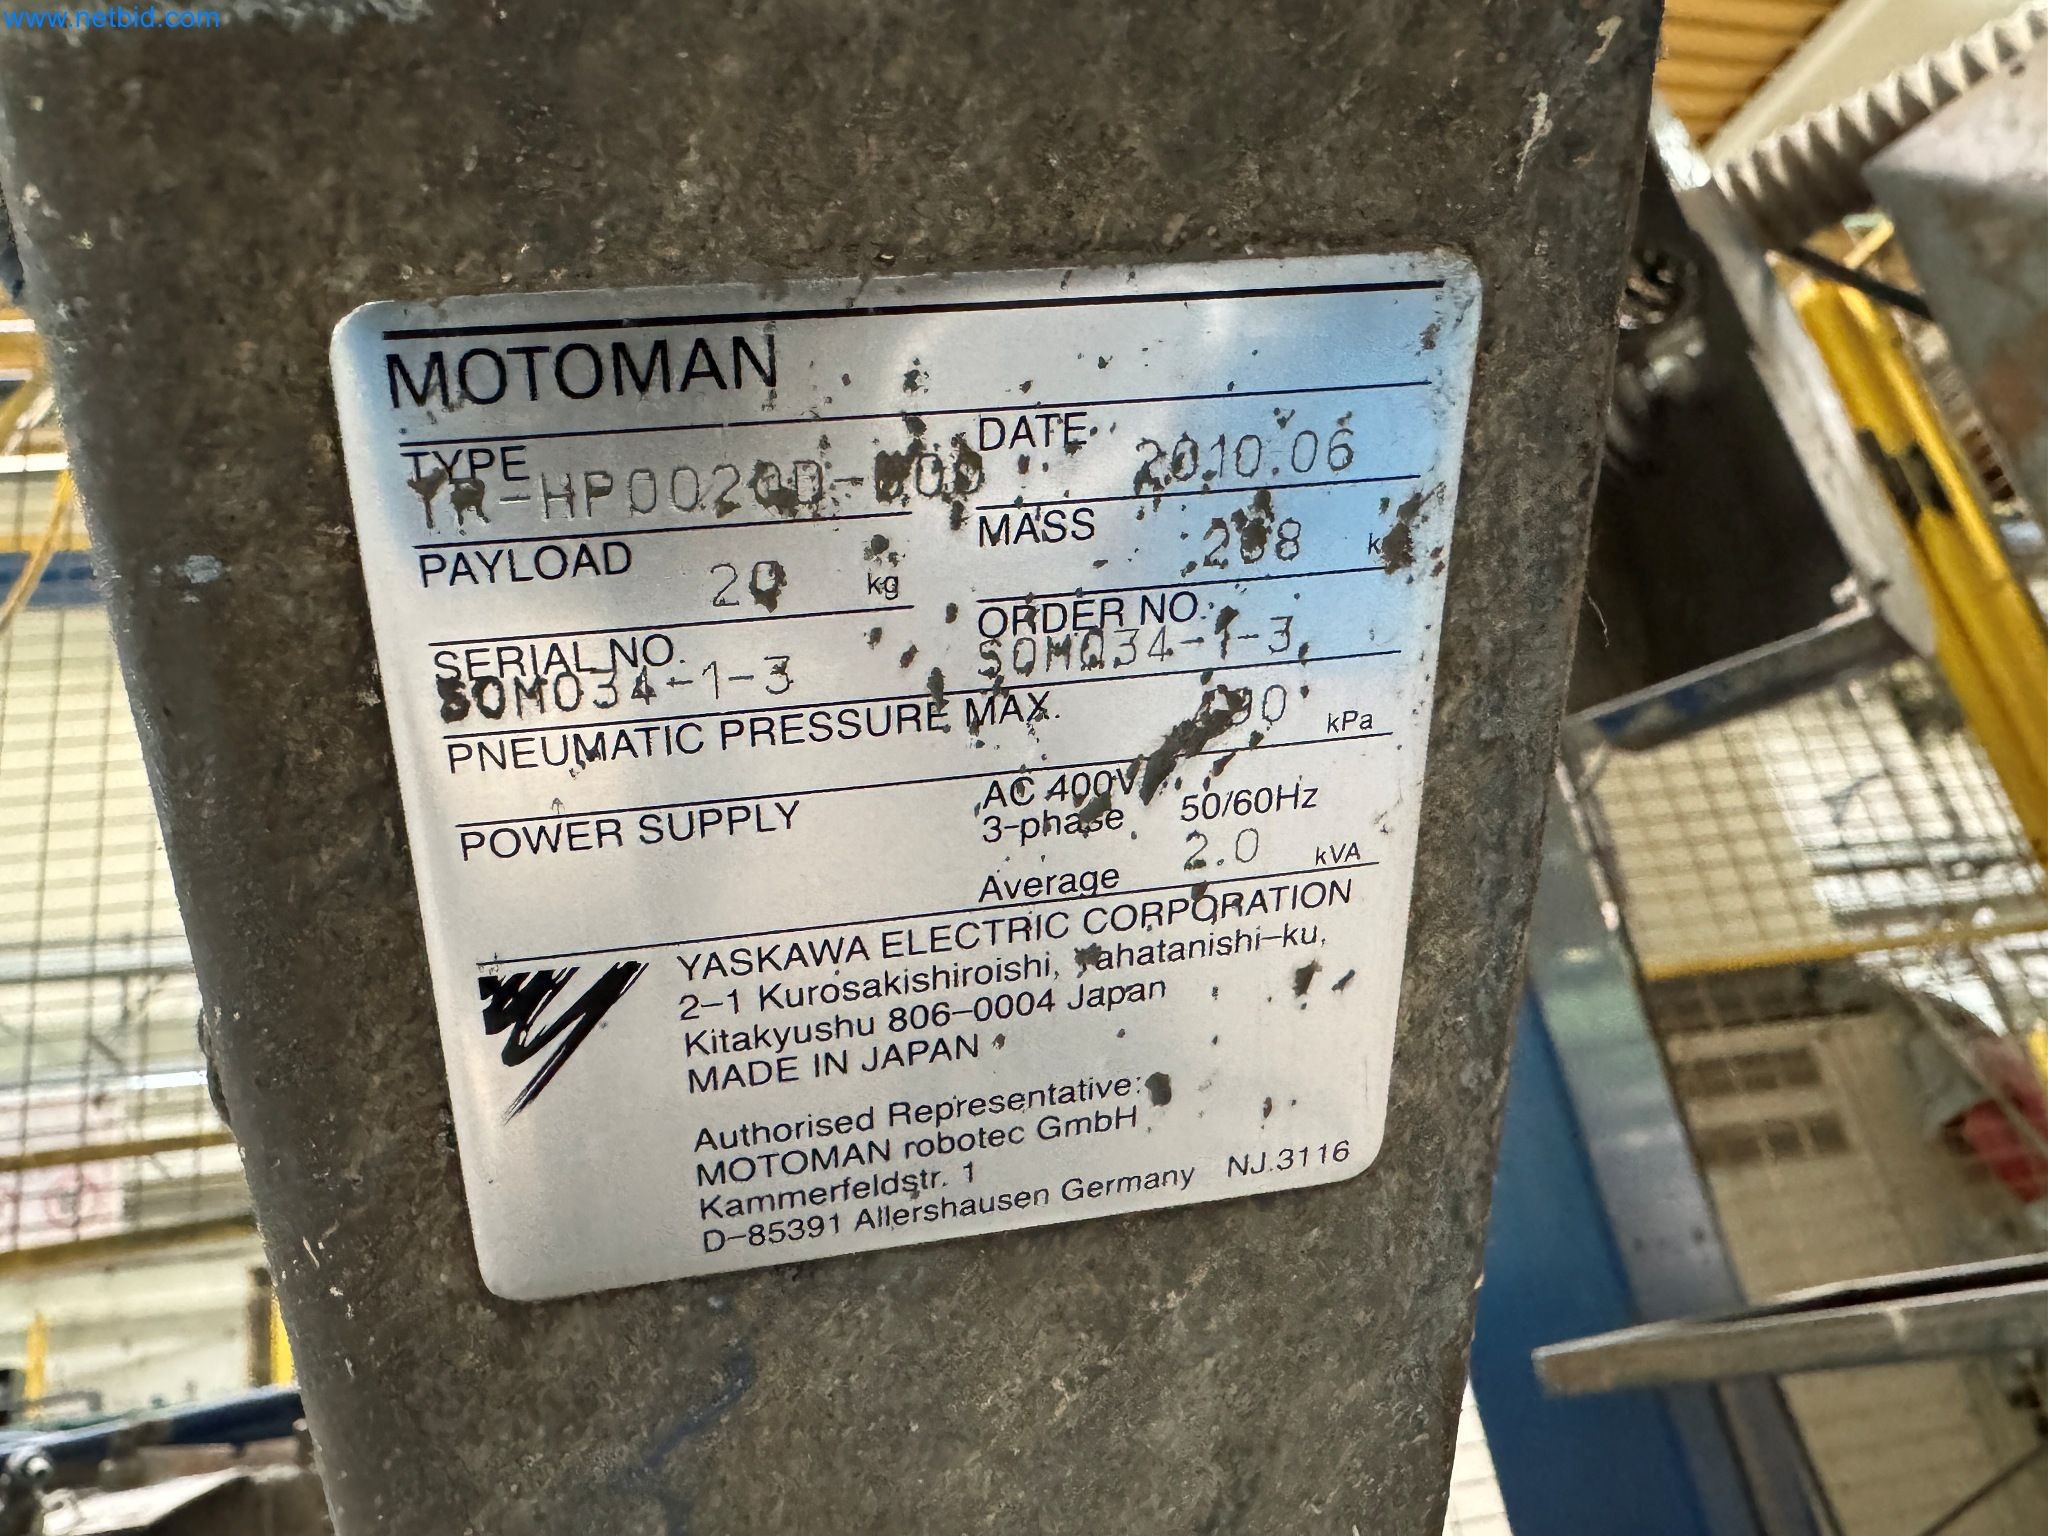 www.netbid.com
MOTOMAN
TYPE
DATE 2010.06
PAYLOAD 20 kg
MASS
SERIAL NO.
S0M034-1-3
ORDER NO.
S0M034-1-3
PNEUMATIC PRESSURE MAX. kPa
POWER SUPPLY
AC 400V
3-phase 50/60Hz
Average 2.0 kVA
YASKAWA ELECTRIC CORPORATION
2-1 Kurosakishiroishi, Yahatanishi-ku,
Kitakyushu 806-0004 Japan
MADE IN JAPAN
Authorised Representative:
MOTOMAN robotec GmbH
Kammerfeldstr. 1
D-85391 Allershausen Germany NJ.3116